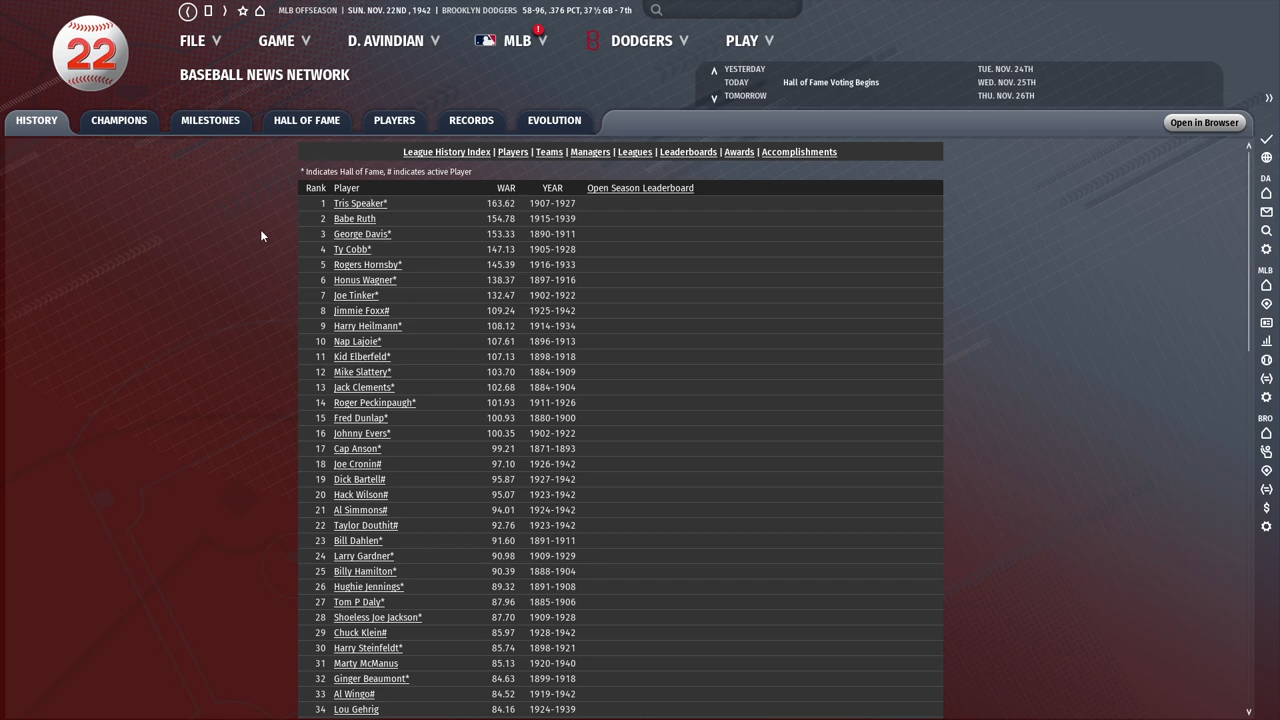 MLB OFFSEASON | SUN. NOV. 22ND , 1942 | BROOKLYN DODGERS 58-96, .376 PCT, 37 ½ GB - 7th
22
FILE GAME D. AVINDIAN MLB ! DODGERS PLAY
BASEBALL NEWS NETWORK
YESTERDAY TUE. NOV. 24TH
TODAY Hall of Fame Voting Begins WED. NOV. 25TH
TOMORROW THU. NOV. 26TH
HISTORY CHAMPIONS MILESTONES HALL OF FAME PLAYERS RECORDS EVOLUTION Open in Browser
League History Index | Players | Teams | Managers | Leagues | Leaderboards | Awards | Accomplishments
* Indicates Hall of Fame, # indicates active Player
Rank Player WAR YEAR Open Season Leaderboard
1 Tris Speaker* 163.62 1907-1927
2 Babe Ruth 154.78 1915-1939
3 George Davis* 153.33 1890-1911
4 Ty Cobb* 147.13 1905-1928
5 Rogers Hornsby* 145.39 1916-1933
6 Honus Wagner* 138.37 1897-1916
7 Joe Tinker* 132.47 1902-1922
8 Jimmie Foxx# 109.24 1925-1942
9 Harry Heilmann* 108.12 1914-1934
10 Nap Lajoie* 107.61 1896-1913
11 Kid Elberfeld* 107.13 1898-1918
12 Mike Slattery* 103.70 1884-1909
13 Jack Clements* 102.68 1884-1904
14 Roger Peckinpaugh* 101.93 1911-1926
15 Fred Dunlap* 100.93 1880-1900
16 Johnny Evers* 100.35 1902-1922
17 Cap Anson* 99.21 1871-1893
18 Joe Cronin# 97.10 1926-1942
19 Dick Bartell# 95.87 1927-1942
20 Hack Wilson# 95.07 1923-1942
21 Al Simmons# 94.01 1924-1942
22 Taylor Douthit# 92.76 1923-1942
23 Bill Dahlen* 91.60 1891-1911
24 Larry Gardner* 90.98 1909-1929
25 Billy Hamilton* 90.39 1888-1904
26 Hughie Jennings* 89.32 1891-1908
27 Tom P Daly* 87.96 1885-1906
28 Shoeless Joe Jackson* 87.70 1909-1928
29 Chuck Klein# 85.97 1928-1942
30 Harry Steinfeldt* 85.74 1898-1921
31 Marty McManus 85.13 1920-1940
32 Ginger Beaumont* 84.63 1899-1918
33 Al Wingo# 84.52 1919-1942
34 Lou Gehrig 84.16 1924-1939
DA
MLB
BRO